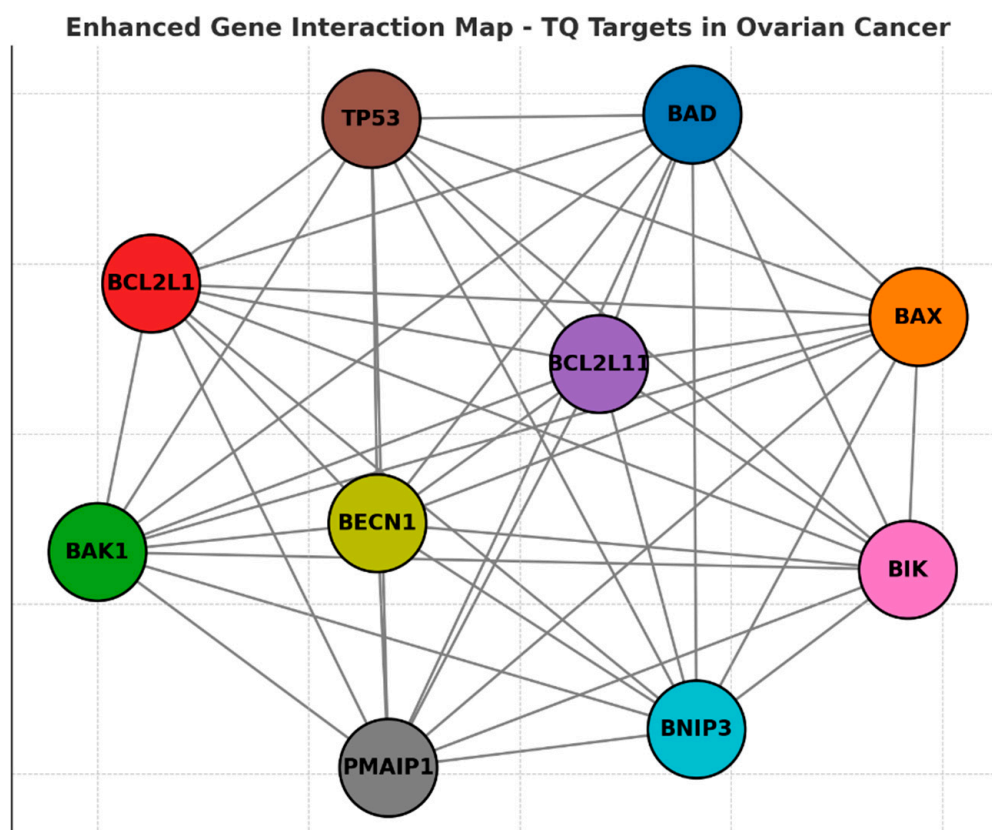 Enhanced Gene Interaction Map - TQ Targets in Ovarian Cancer
TP53
BAD
BCL2L1
BAX
BCL2L11
BECN1
BAK1
BIK
BNIP3
PMAIP1